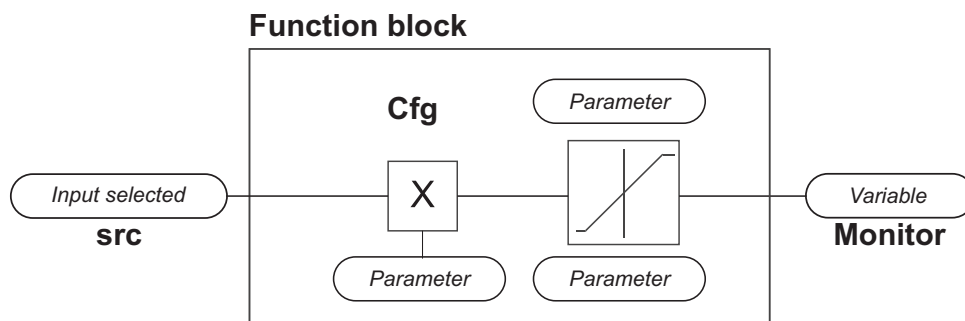 Function block
Cfg
Parameter
Input selected
X
Variable
src
Monitor
Parameter
Parameter